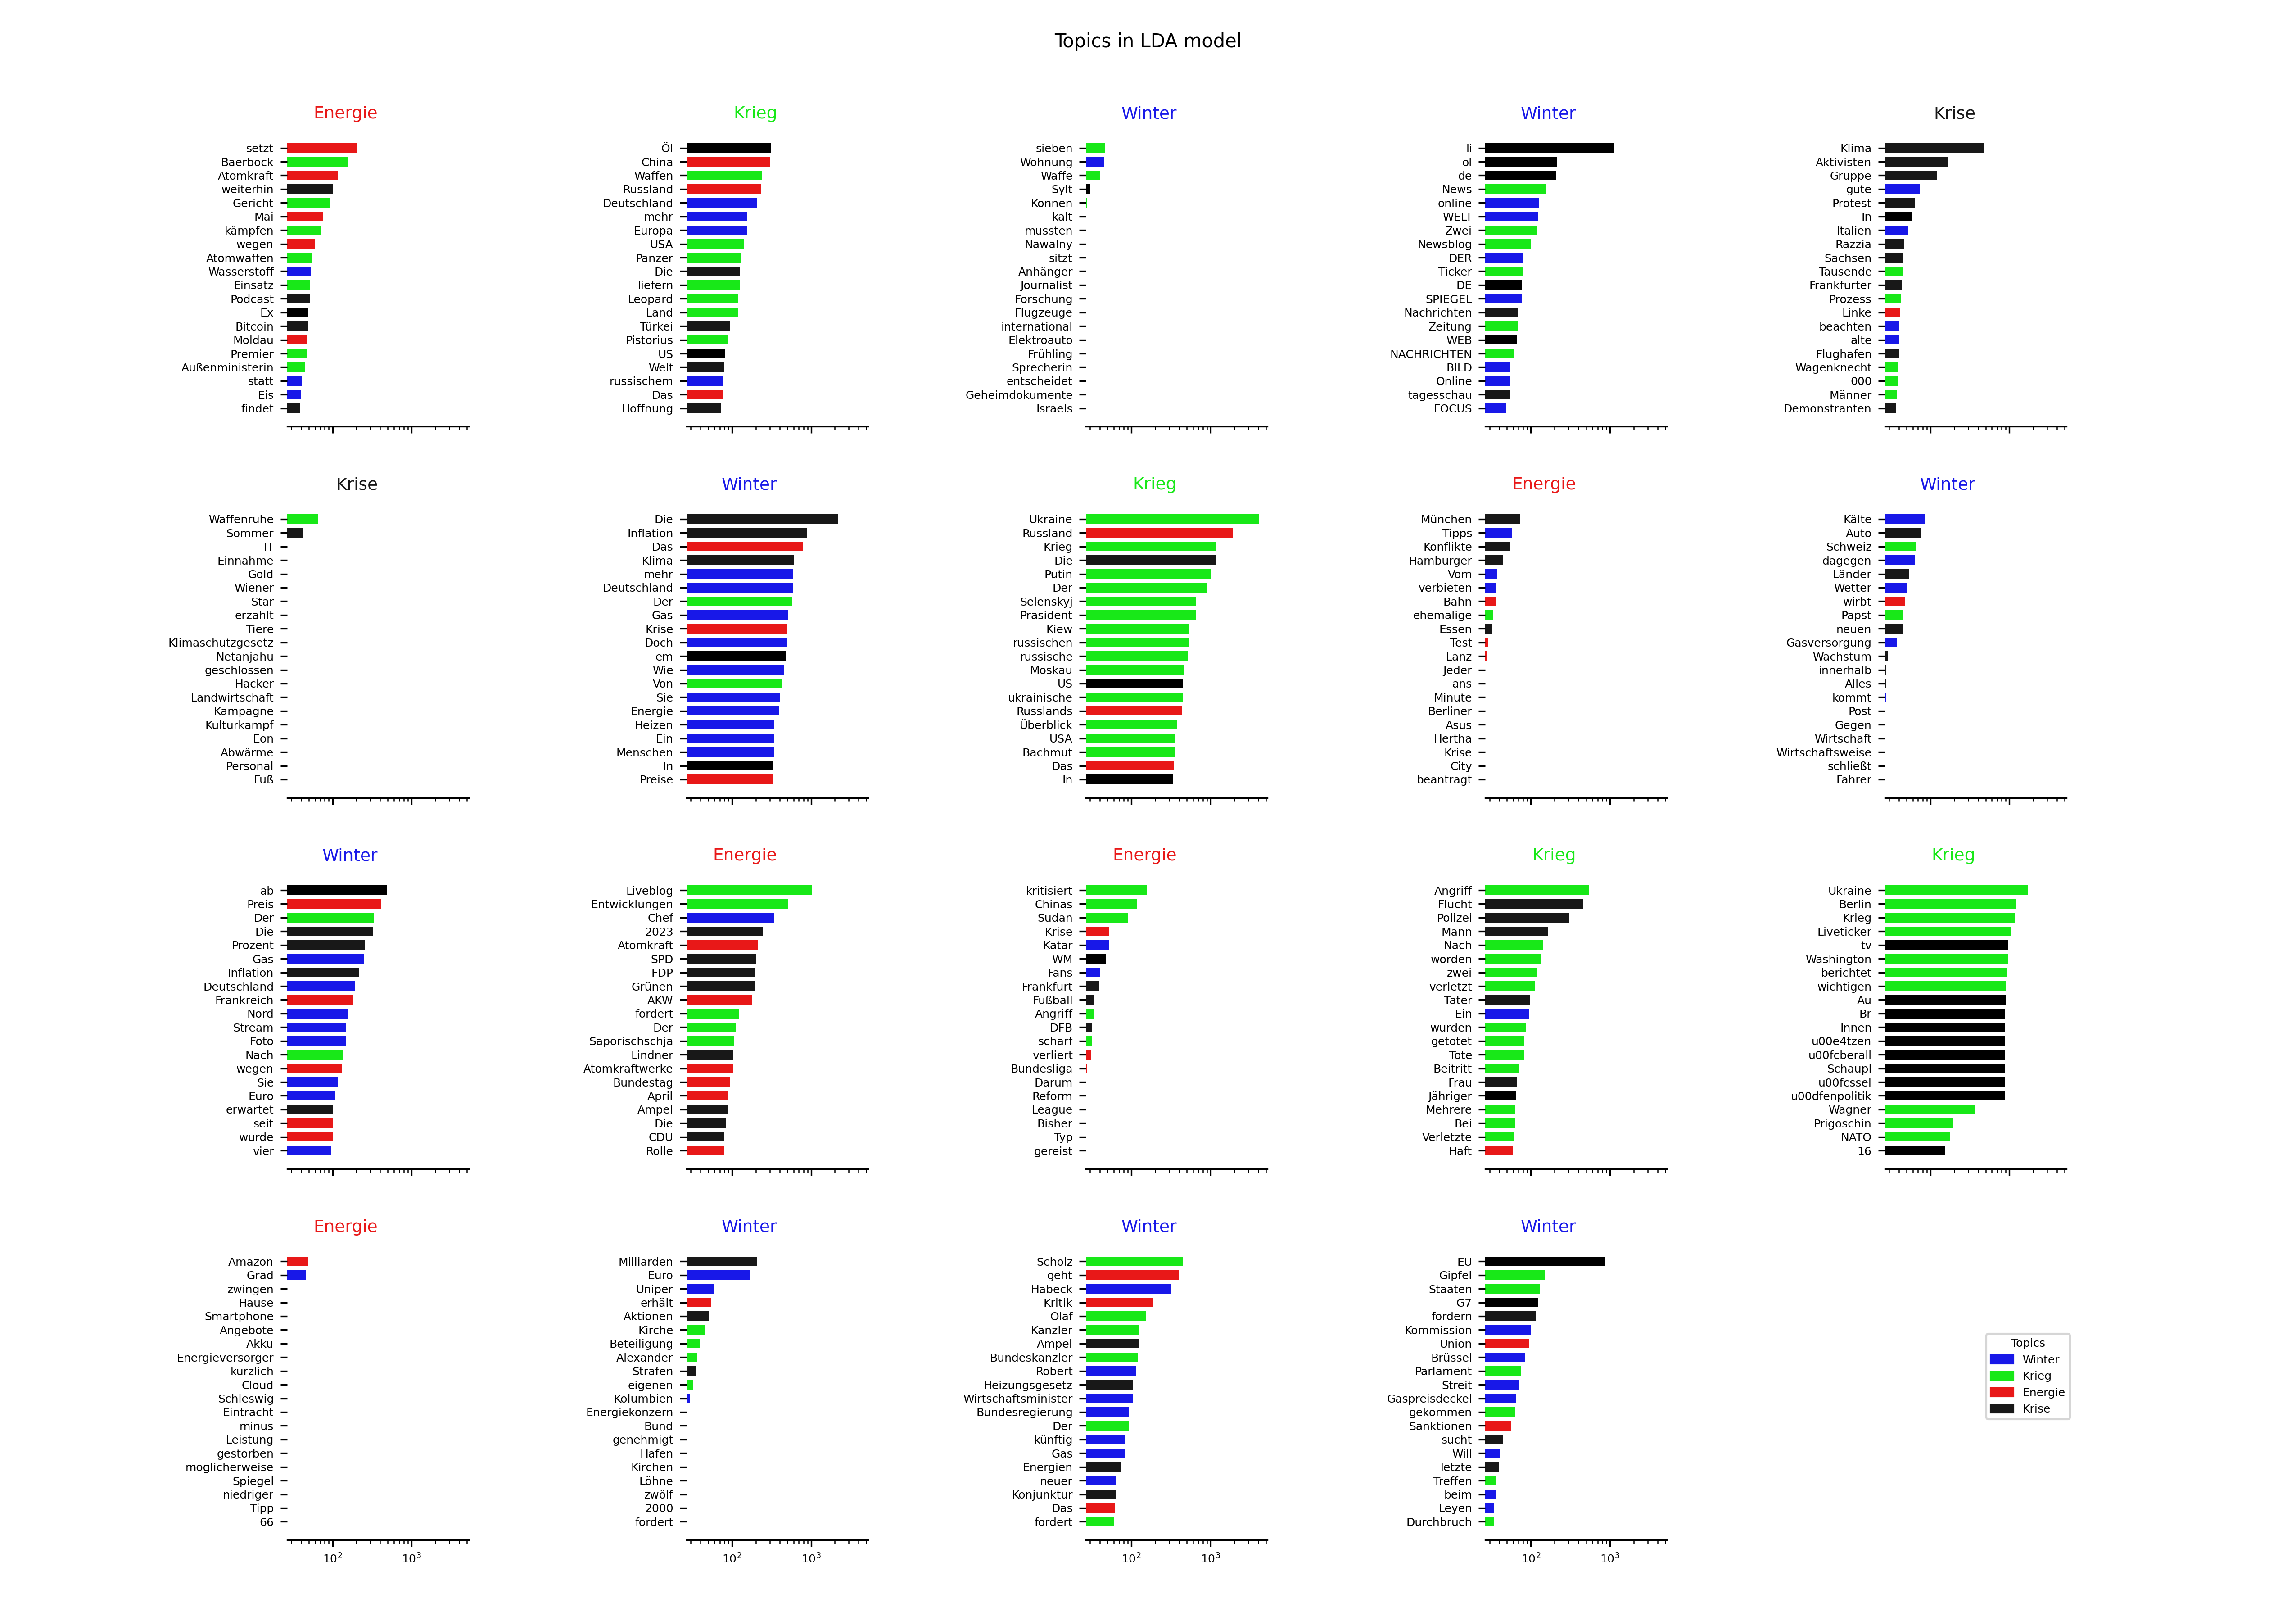 Topics in LDA model
Energie
setzt
Baerbock
Atomkraft
weiterhin
Gericht
Mai
kämpfen
wegen
Atomwaffen
Wasserstoff
Einsatz
Podcast
Ex
Bitcoin
Moldau
Premier
Außenministerin
statt
Eis
findet
Krieg
Öl
China
Waffen
Russland
Deutschland
mehr
Europa
USA
Panzer
Die
liefern
Leopard
Land
Türkei
Pistorius
US
Welt
russischem
Das
Hoffnung
Winter
sieben
Wohnung
Waffe
Sylt
Können
kalt
mussten
Nawalny
sitzt
Anhänger
Journalist
Forschung
Flugzeuge
international
Elektroauto
Frühling
Sprecherin
entscheidet
Geheimdokumente
Israels
Winter
li
ol
de
News
online
WELT
Zwei
Newsblog
DER
Ticker
DE
SPIEGEL
Nachrichten
Zeitung
WEB
NACHRICHTEN
BILD
Online
tagesschau
FOCUS
Krise
Klima
Aktivisten
Gruppe
gute
Protest
In
Italien
Razzia
Sachsen
Tausende
Frankfurter
Prozess
Linke
beachten
alte
Flughafen
Wagenknecht
000
Männer
Demonstranten
Krise
Waffenruhe
Sommer
IT
Einnahme
Gold
Wiener
Star
erzählt
Tiere
Klimaschutzgesetz
Netanjahu
geschlossen
Hacker
Landwirtschaft
Kampagne
Kulturkampf
Eon
Abwärme
Personal
Fuß
Winter
Die
Inflation
Das
Klima
mehr
Deutschland
Der
Gas
Krise
Doch
em
Wie
Von
Sie
Energie
Heizen
Ein
Menschen
In
Preise
Krieg
Ukraine
Russland
Krieg
Die
Putin
Der
Selenskyj
Präsident
Kiew
russischen
russische
Moskau
US
ukrainische
Russlands
Überblick
USA
Bachmut
Das
In
Energie
München
Tipps
Konflikte
Hamburger
Vom
verbieten
Bahn
ehemalige
Essen
Test
Lanz
Jeder
ans
Minute
Berliner
Asus
Hertha
Krise
City
beantragt
Winter
Kälte
Auto
Schweiz
dagegen
Länder
Wetter
wirbt
Papst
neuen
Gasversorgung
Wachstum
innerhalb
Alles
kommt
Post
Gegen
Wirtschaft
Wirtschaftsweise
schließt
Fahrer
Winter
ab
Preis
Der
Die
Prozent
Gas
Inflation
Deutschland
Frankreich
Nord
Stream
Foto
Nach
wegen
Sie
Euro
erwartet
seit
wurde
vier
Energie
Liveblog
Entwicklungen
Chef
2023
Atomkraft
SPD
FDP
Grünen
AKW
fordert
Der
Saporischschja
Lindner
Atomkraftwerke
Bundestag
April
Ampel
Die
CDU
Rolle
Energie
kritisiert
Chinas
Sudan
Krise
Katar
WM
Fans
Frankfurt
Fußball
Angriff
DFB
scharf
verliert
Bundesliga
Darum
Reform
League
Bisher
Typ
gereist
Krieg
Angriff
Flucht
Polizei
Mann
Nach
worden
zwei
verletzt
Täter
Ein
wurden
getötet
Tote
Beitritt
Frau
Jähriger
Mehrere
Bei
Verletzte
Haft
Krieg
Ukraine
Berlin
Krieg
Liveticker
tv
Washington
berichtet
wichtigen
Au
Br
Innen
u00e4tzen
u00fcberall
Schaupl
u00fcssel
u00dfenpolitik
Wagner
Prigoschin
NATO
16
Energie
Amazon
Grad
zwingen
Hause
Smartphone
Angebote
Akku
Energieversorger
kürzlich
Cloud
Schleswig
Eintracht
minus
Leistung
gestorben
möglicherweise
Spiegel
niedriger
Tipp
66
10²
10³
Winter
Milliarden
Euro
Uniper
erhält
Aktionen
Kirche
Beteiligung
Alexander
Strafen
eigenen
Kolumbien
Energiekonzern
Bund
genehmigt
Hafen
Kirchen
Löhne
zwölf
2000
fordert
10²
10³
Winter
Scholz
geht
Habeck
Kritik
Olaf
Kanzler
Ampel
Bundeskanzler
Robert
Heizungsgesetz
Wirtschaftsminister
Bundesregierung
Der
künftig
Gas
Energien
neuer
Konjunktur
Das
fordert
10²
10³
Winter
EU
Gipfel
Staaten
G7
fordern
Kommission
Union
Brüssel
Parlament
Streit
Gaspreisdeckel
gekommen
Sanktionen
sucht
Will
letzte
Treffen
beim
Leyen
Durchbruch
10²
10³
Topics
Winter
Krieg
Energie
Krise